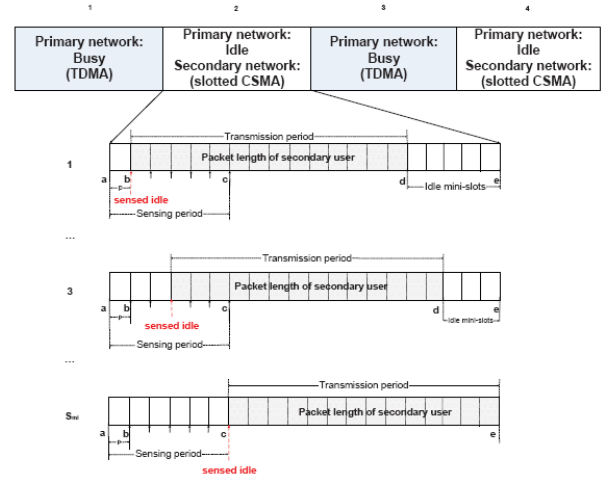 1 2 3 4
Primary network:
Busy
(TDMA)
Primary network:
Idle
Secondary network:
(slotted CSMA)
Primary network:
Busy
(TDMA)
Primary network:
Idle
Secondary network:
(slotted CSMA)
Transmission period
1
Packet length of secondary user
a b c d e
p
Idle mini-slots
sensed idle
Sensing period
...
Transmission period
3
Packet length of secondary user
a b c d e
p
Idle mini-slots
sensed idle
Sensing period
...
Transmission period
Smi
Packet length of secondary user
a b c e
p
Sensing period
sensed idle